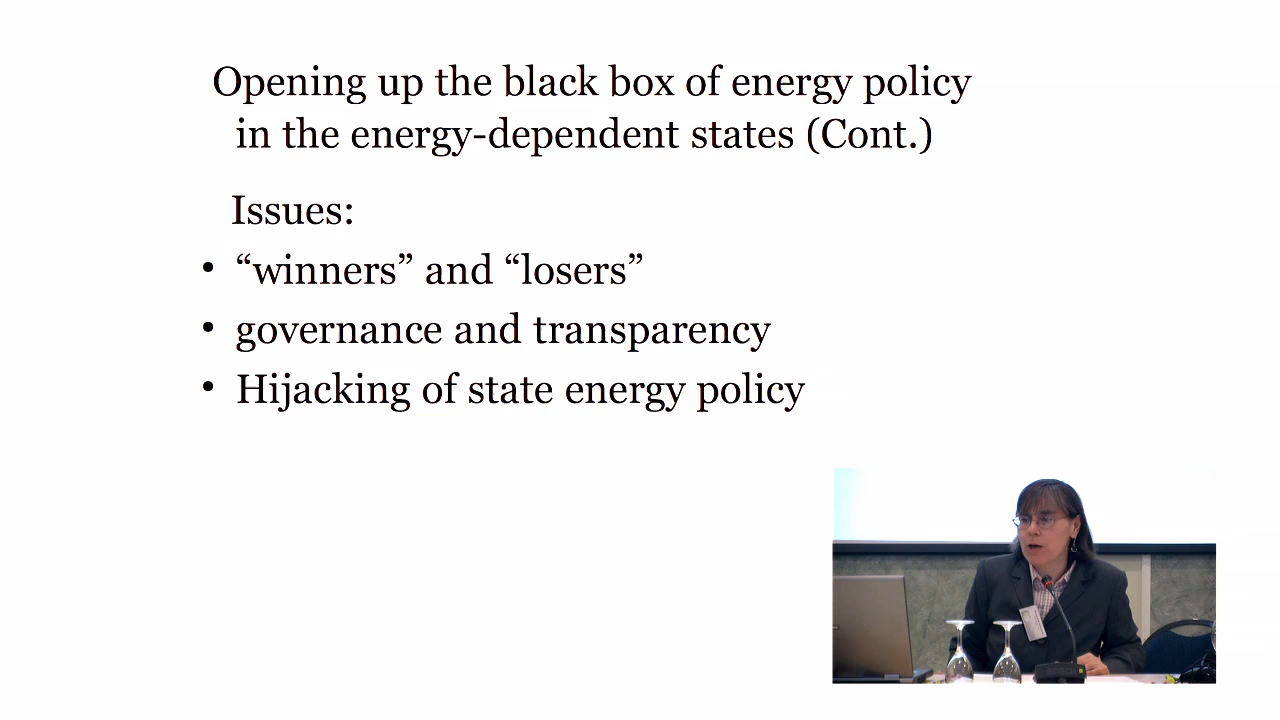 Opening up the black box of energy policy
in the energy-dependent states (Cont.)
Issues:
• “winners” and “losers”
• governance and transparency
• Hijacking of state energy policy